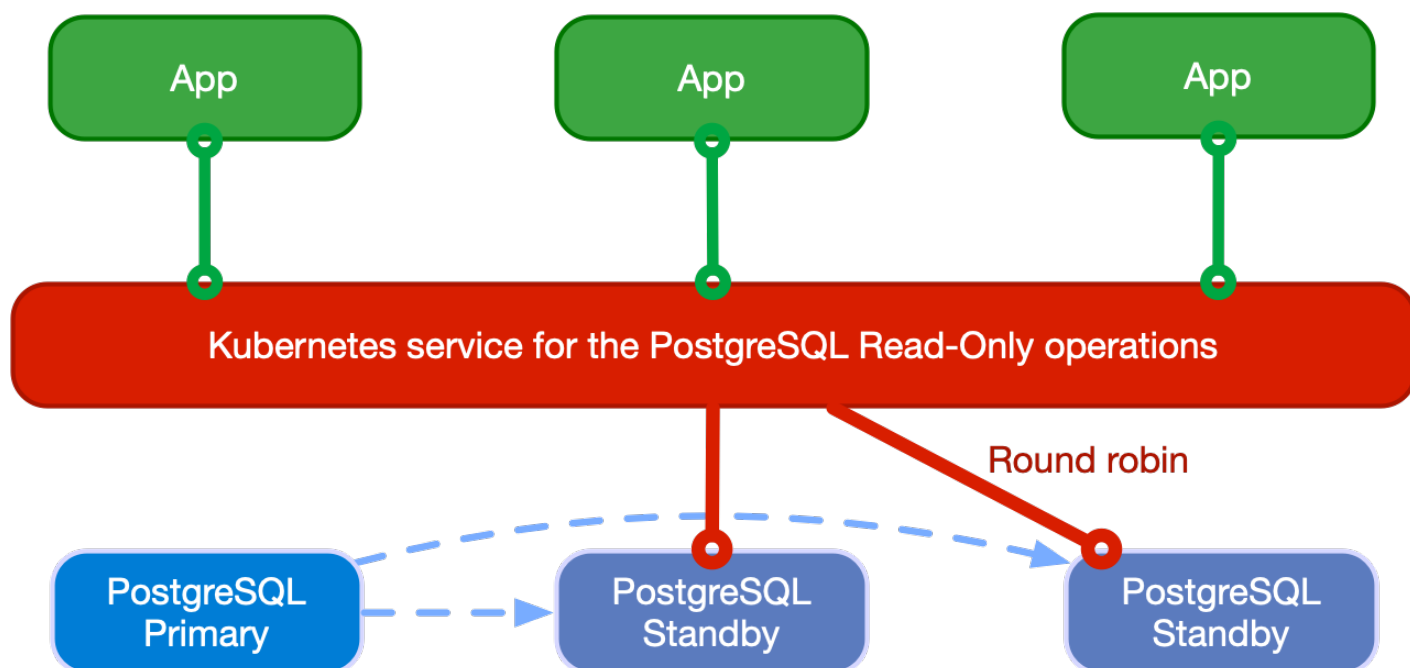 App
App
App
Kubernetes service for the PostgreSQL Read-Only operations
Round robin
PostgreSQL
Primary
PostgreSQL
Standby
PostgreSQL
Standby